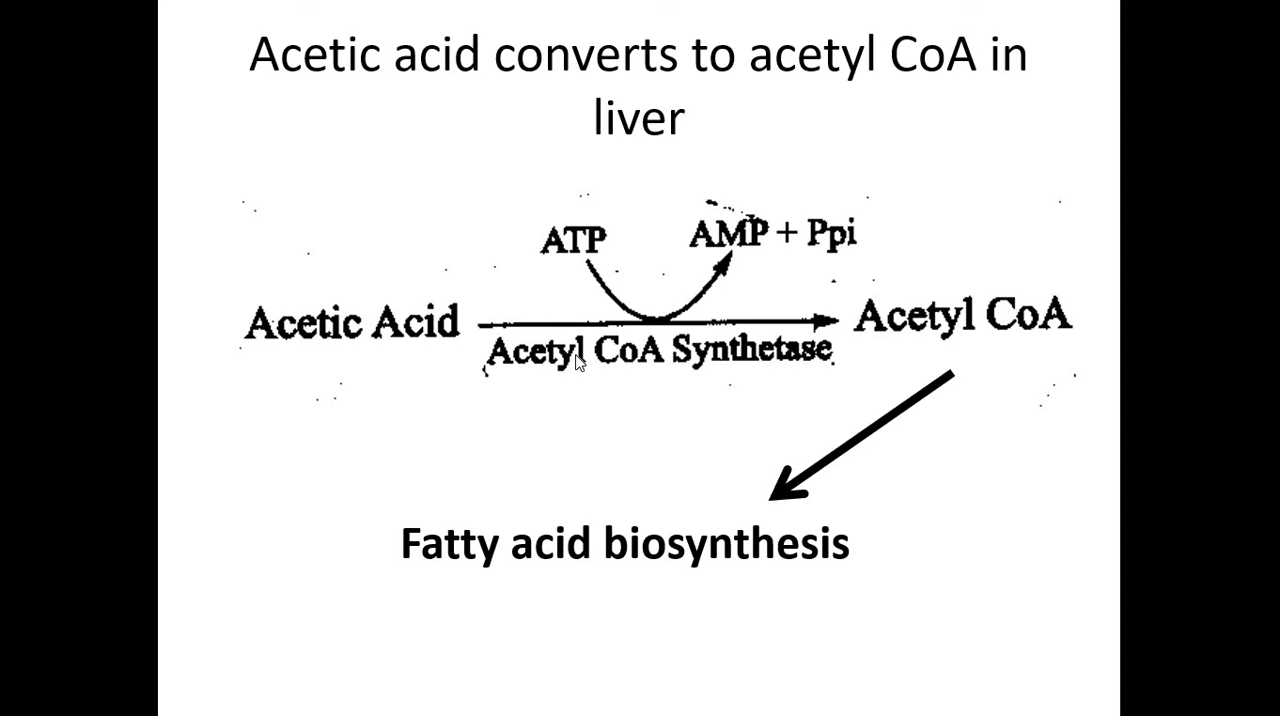 Acetic acid converts to acetyl CoA in
liver
ATP
AMP + Ppi
Acetic Acid
Acetyl CoA
Acetyl CoA Synthetase
Fatty acid biosynthesis